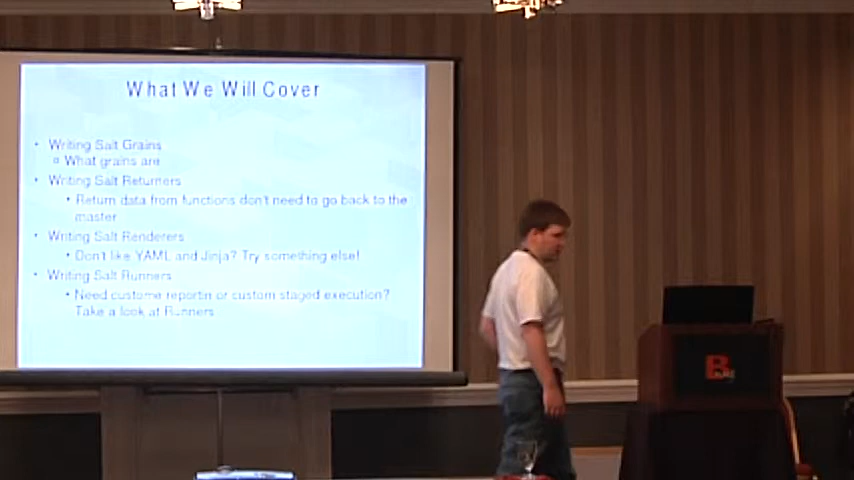 What We Will Cover
• Writing Salt Grains
o What grains are
• Writing Salt Returners
• Return data from functions don't need to go back to the
master
• Writing Salt Renderers
• Don't like YAML and Jinja? Try something else!
• Writing Salt Runners
• Need custome reportin or custom staged execution?
Take a look at Runners